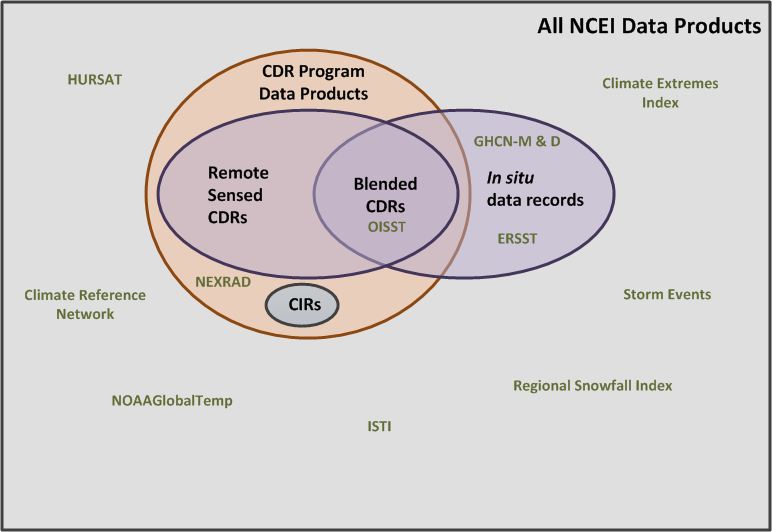 All NCEI Data Products
HURSAT
CDR Program
Data Products
Climate Extremes
Index
GHCN-M & D
Remote
Sensed
CDRs
Blended
CDRs
OISST
In situ
data records
ERSST
NEXRAD
CIRs
Climate Reference
Network
Storm Events
Regional Snowfall Index
NOAAGlobalTemp
ISTI